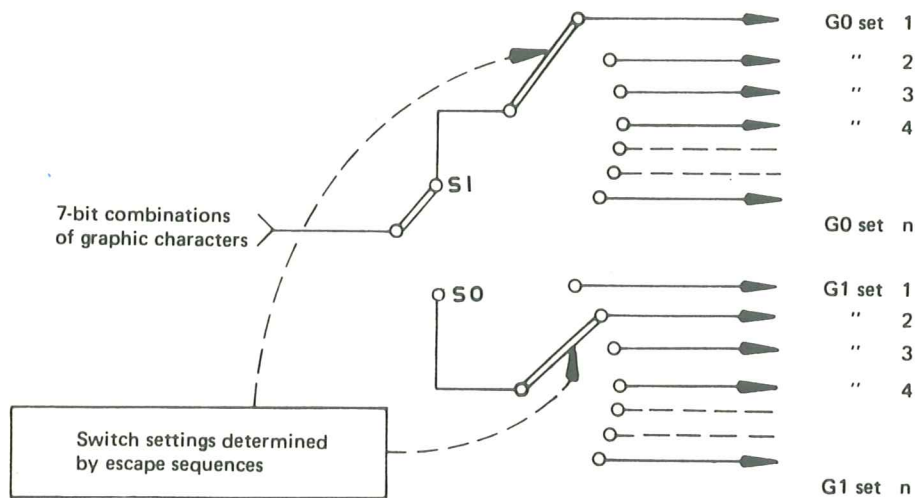 G0 set 1
" 2
" 3
" 4
SI
7-bit combinations
of graphic characters
G0 set n
SO
G1 set 1
" 2
" 3
" 4
Switch settings determined
by escape sequences
G1 set n